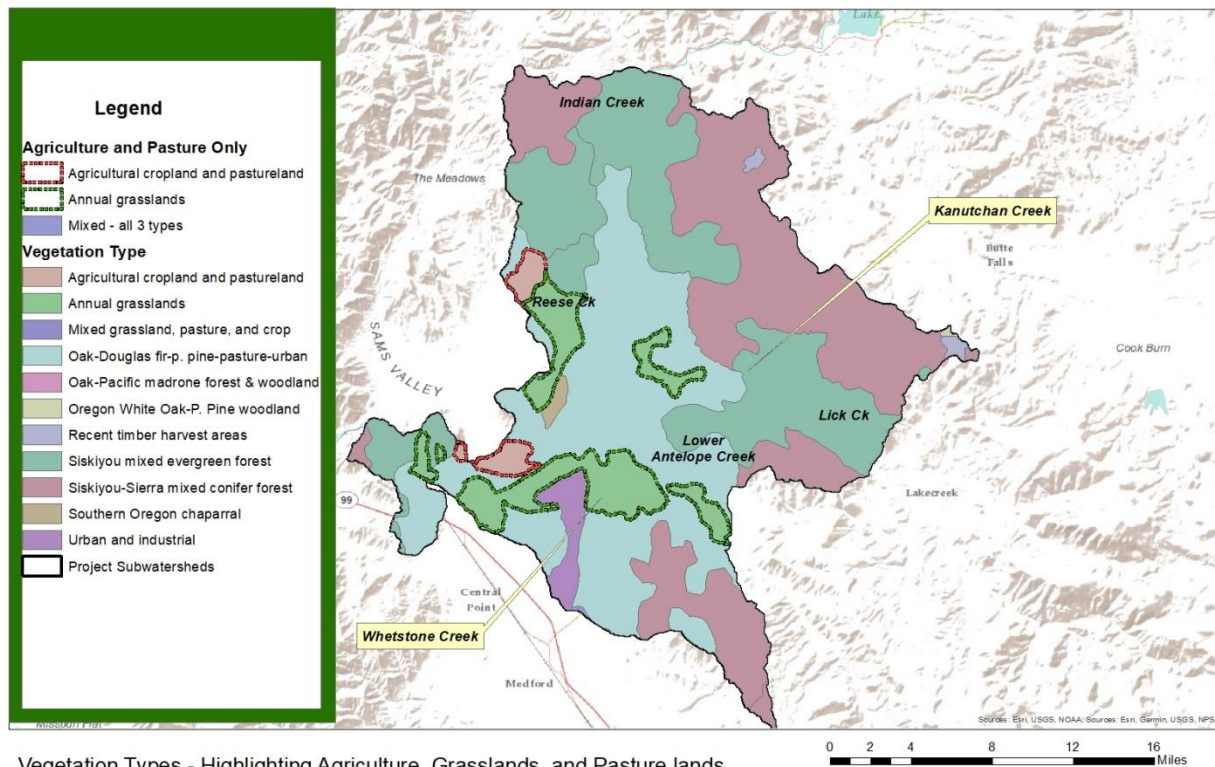 Legend
Agriculture and Pasture Only
Agricultural cropland and pastureland
Annual grasslands
Mixed - all 3 types
Vegetation Type
Agricultural cropland and pastureland
Annual grasslands
Mixed grassland, pasture, and crop
Oak-Douglas fir-p. pine-pasture-urban
Oak-Pacific madrone forest & woodland
Oregon White Oak-P. Pine woodland
Recent timber harvest areas
Siskiyou mixed evergreen forest
Siskiyou-Sierra mixed conifer forest
Southern Oregon chaparral
Urban and industrial
Project Subwatersheds
Lake
Indian Creek
The Meadows
Kanutchan Creek
Butte
Falls
Reese Ck
SAMS VALLEY
Cook Burn
Lick Ck
Lower
Antelope Creek
Lakecreek
99
Central
Point
Whetstone Creek
Medford
Sources: Esri, USGS, NOAA; Sources: Esri, Garmin, USGS, NPS
Vegetation Types - Highlighting Agriculture, Grasslands, and Pasture lands
0 2 4 8 12 16
Miles